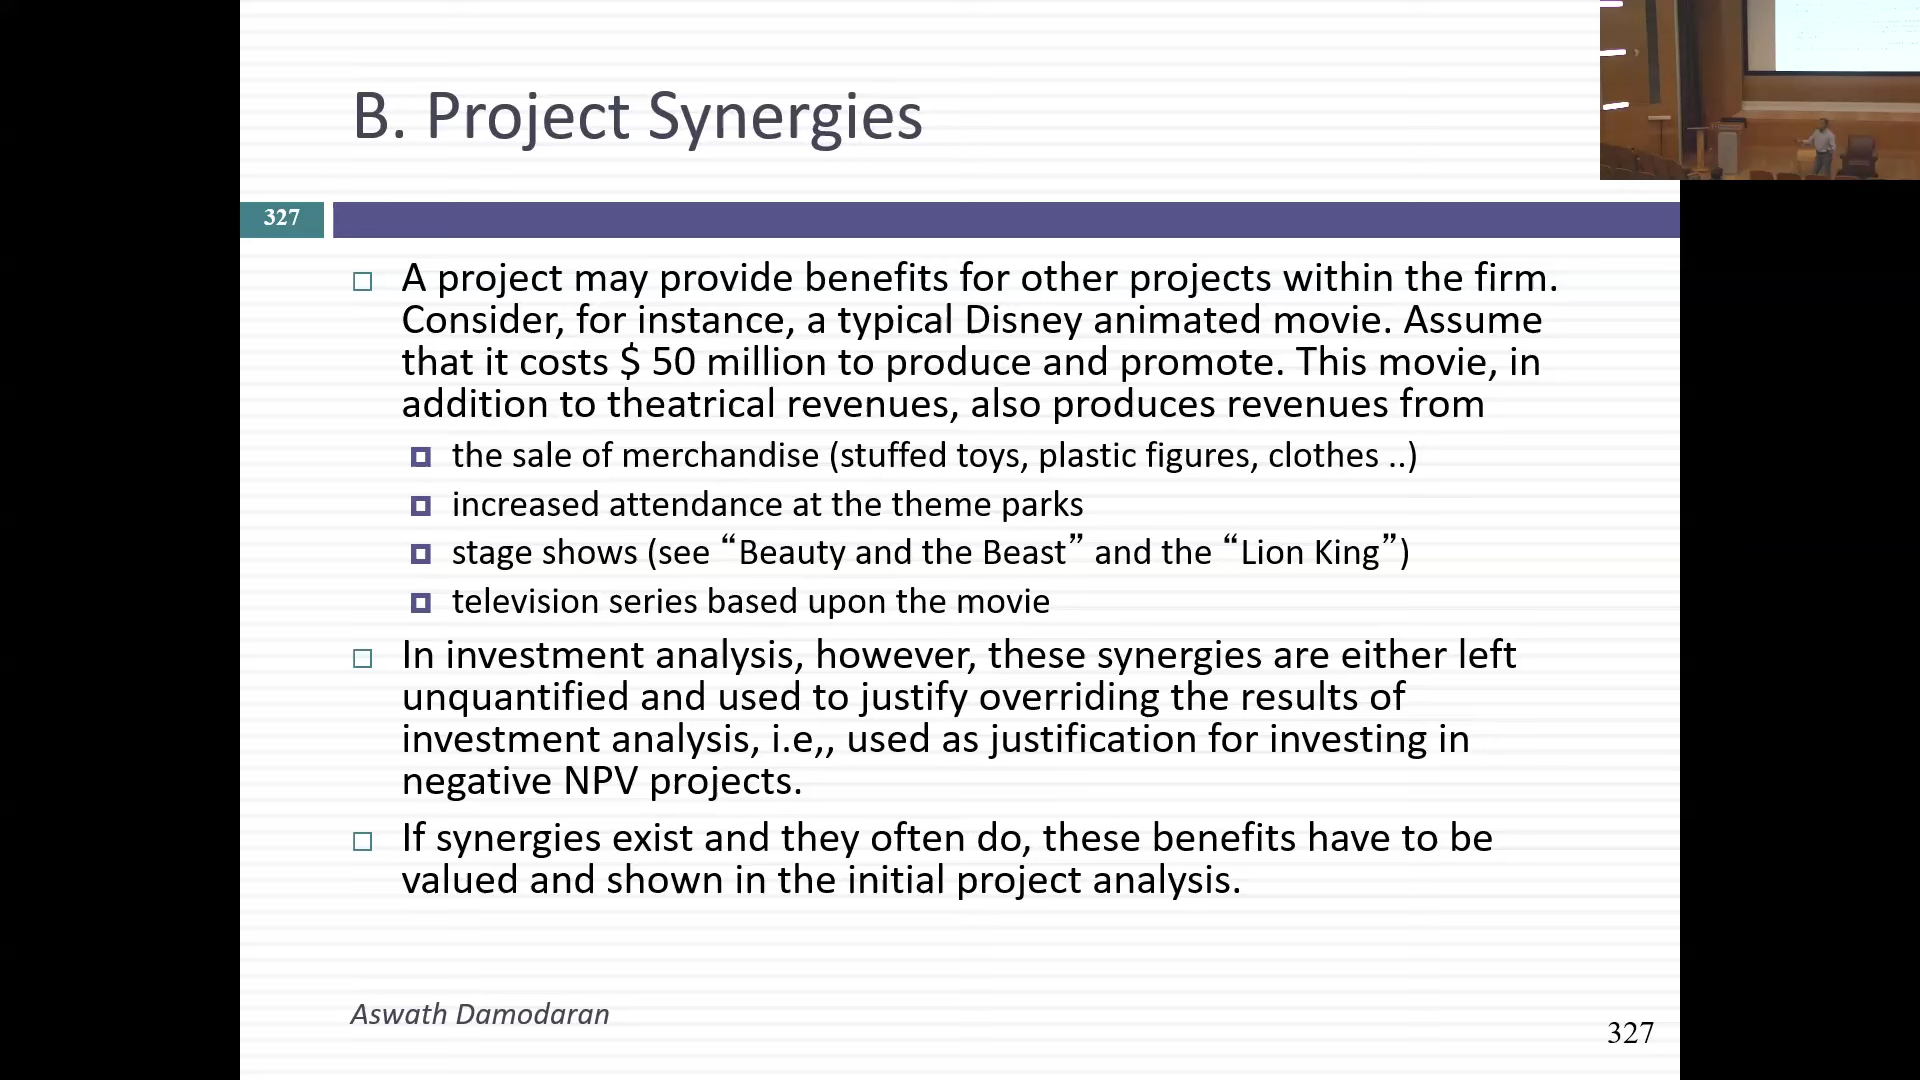 B. Project Synergies
327
A project may provide benefits for other projects within the firm.
Consider, for instance, a typical Disney animated movie. Assume
that it costs $ 50 million to produce and promote. This movie, in
addition to theatrical revenues, also produces revenues from
the sale of merchandise (stuffed toys, plastic figures, clothes ..)
increased attendance at the theme parks
stage shows (see “Beauty and the Beast” and the “Lion King”)
television series based upon the movie
In investment analysis, however, these synergies are either left
unquantified and used to justify overriding the results of
investment analysis, i.e,, used as justification for investing in
negative NPV projects.
If synergies exist and they often do, these benefits have to be
valued and shown in the initial project analysis.
Aswath Damodaran
327